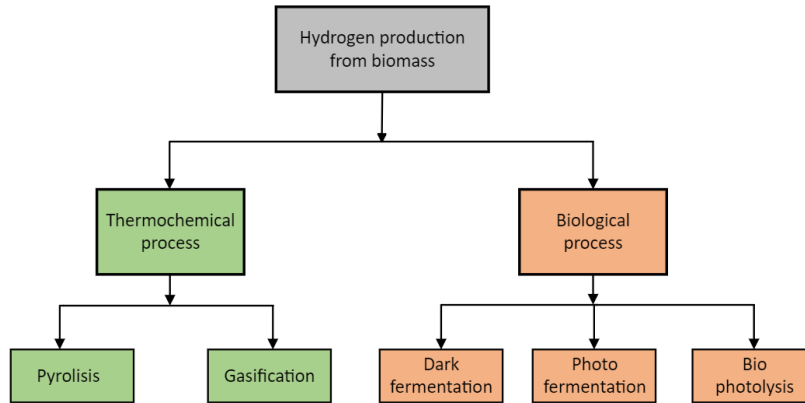 Hydrogen production
from biomass
Thermochemical
process
Biological
process
Pyrolisis
Gasification
Dark
fermentation
Photo
fermentation
Bio
photolysis